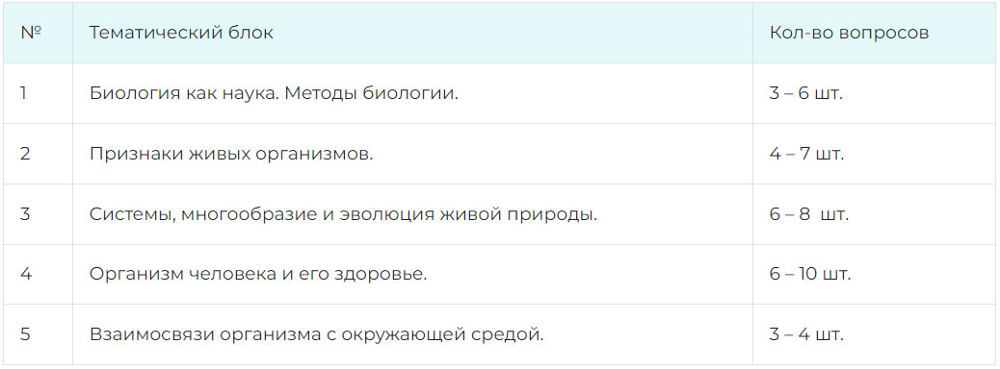 № Тематический блок Кол-во вопросов
1 Биология как наука. Методы биологии. 3 – 6 шт.
2 Признаки живых организмов. 4 – 7 шт.
3 Системы, многообразие и эволюция живой природы. 6 – 8 шт.
4 Организм человека и его здоровье. 6 – 10 шт.
5 Взаимосвязи организма с окружающей средой. 3 – 4 шт.